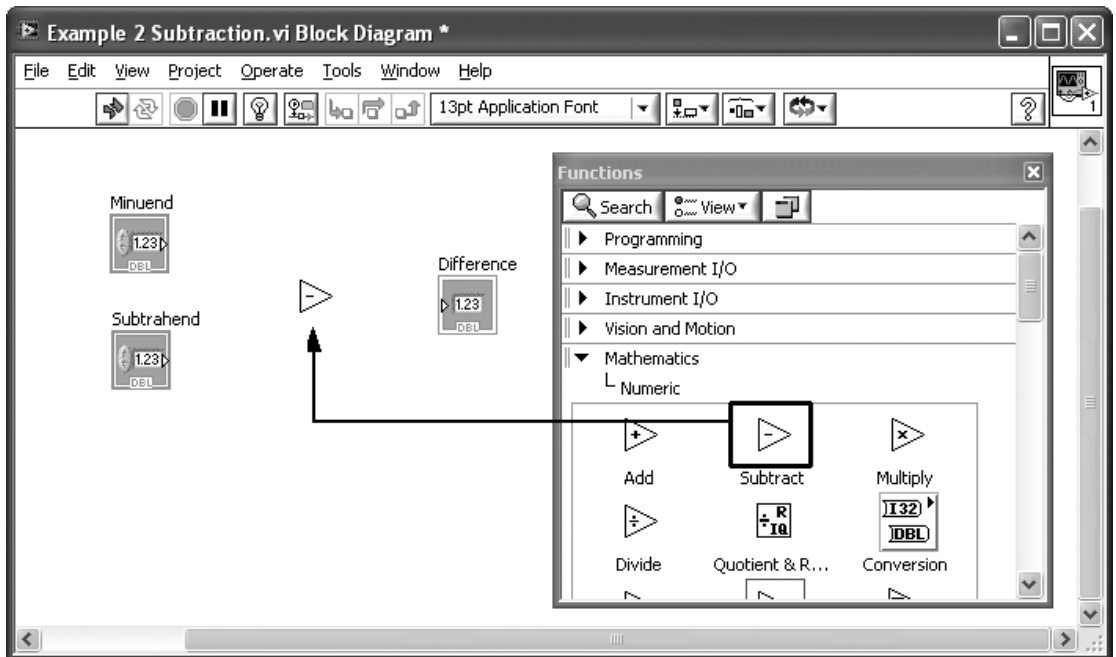 Example 2 Subtraction.vi Block Diagram *
File Edit View Project Operate Tools Window Help
13pt Application Font
?
1
Functions
Search View
Minuend
1.23
DBL
Subtrahend
1.23
DBL
Difference
1.23
DBL
Programming
Measurement I/O
Instrument I/O
Vision and Motion
Mathematics
Numeric
Add Subtract Multiply
R
IQ
I32
DBL
Divide Quotient & R... Conversion